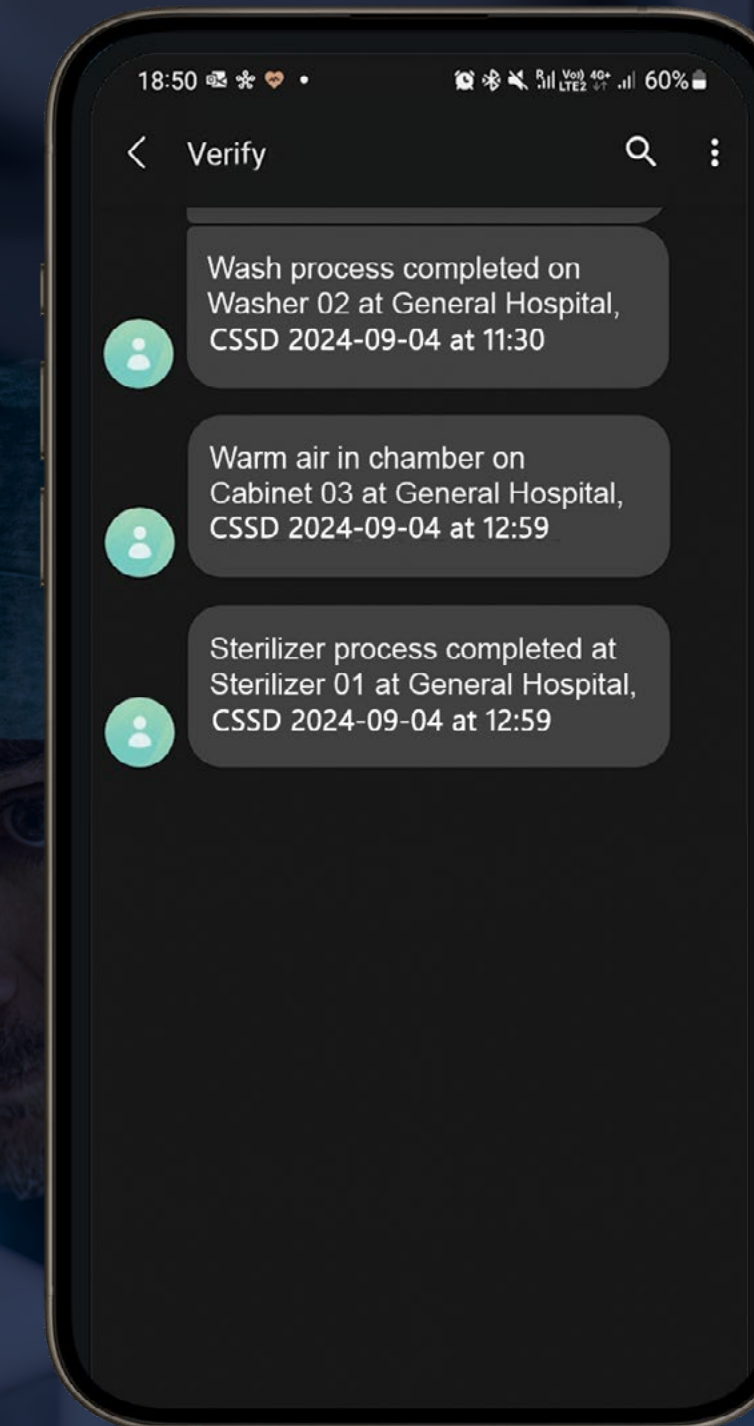 18:50 60%
Verify
Wash process completed on
Washer 02 at General Hospital,
CSSD 2024-09-04 at 11:30
Warm air in chamber on
Cabinet 03 at General Hospital,
CSSD 2024-09-04 at 12:59
Sterilizer process completed at
Sterilizer 01 at General Hospital,
CSSD 2024-09-04 at 12:59